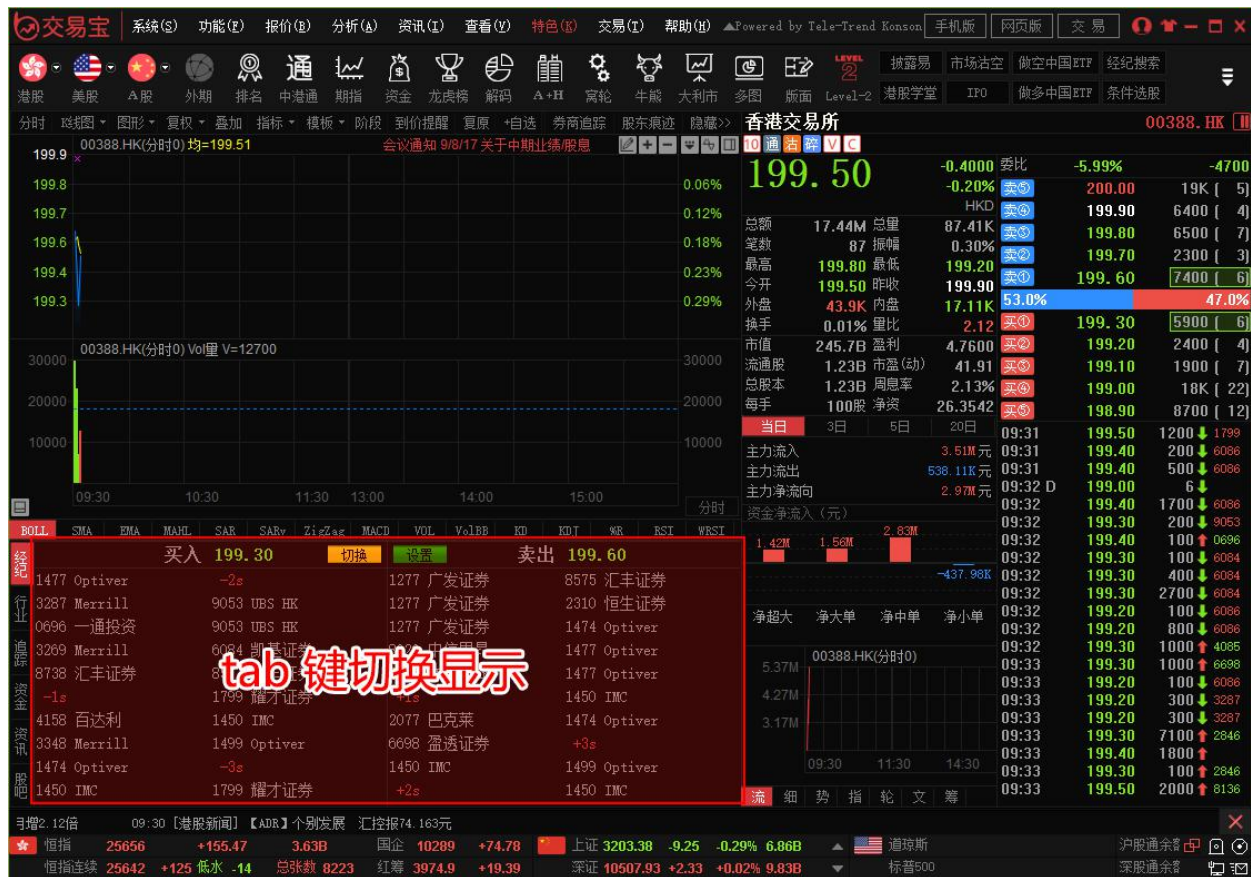 交易宝 系统(S) 功能(F) 报价(B) 分析(A) 资讯(I) 查看(V) 特色(K) 交易(T) 帮助(H) ▲Powered by Tele-Trend Konson 手机版 网页版 交 易
港股 美股 A股 外期 排名 中港通 期指 资金 龙虎榜 解码 A+H 窝轮 牛熊 大利市 多图 版面 Level-2
披露易 市场沽空 做空中国ETF 经纪搜索
港股学堂 IPO 做多中国ETF 条件选股
分时 K线图 图形 复权 叠加 指标 模板 阶段 到价提醒 复原 +自选 券商追踪 股东痕迹 隐藏>>
香港交易所 00388.HK
10 通 沽 碎 V C
00388.HK(分时0) 均=199.51 会议通知 9/8/17 关于中期业绩/股息
199.9
199.8 0.06%
199.7 0.12%
199.6 0.18%
199.4 0.23%
199.3 0.29%
00388.HK(分时0) Vol量 V=12700
30000 30000
20000 20000
10000 10000
09:30 10:30 11:30 13:00 14:00 15:00 分时
199.50 -0.4000
-0.20%
HKD
总额 17.44M 总量 87.41K
笔数 87 振幅 0.30%
最高 199.80 最低 199.20
今开 199.50 昨收 199.90
外盘 43.9K 内盘 17.11K
换手 0.01% 量比 2.12
市值 245.7B 盈利 4.7600
流通股 1.23B 市盈(动) 41.91
总股本 1.23B 周息率 2.13%
每手 100股 净资 26.3542
当日 3日 5日 20日
主力流入 3.51M元
主力流出 538.11K元
主力净流向 2.97M元
资金净流入（元）
1.42M 1.56M 2.83M -437.98K
净超大 净大单 净中单 净小单
00388.HK(分时0)
5.37M
4.27M
3.17M
09:30 11:30 14:30
流 细 势 指 轮 文 筹
委比 -5.99% -4700
卖⑤ 200.00 19K [ 5]
卖④ 199.90 6400 [ 4]
卖③ 199.80 6500 [ 7]
卖② 199.70 2300 [ 3]
卖① 199.60 7400 [ 6]
53.0% 47.0%
买① 199.30 5900 [ 6]
买② 199.20 2400 [ 4]
买③ 199.10 1900 [ 7]
买④ 199.00 18K [ 22]
买⑤ 198.90 8700 [ 12]
09:31 199.50 1200 1799
09:31 199.40 200 6086
09:31 199.40 500 6086
09:32 D 199.00 6
09:32 199.40 1700 6086
09:32 199.30 200 9053
09:32 199.40 100 0696
09:32 199.30 100 6084
09:32 199.30 400 6084
09:32 199.30 2700 6084
09:32 199.20 100 6086
09:32 199.20 800 6086
09:32 199.30 1000 4085
09:33 199.30 1000 6698
09:33 199.20 100 6086
09:33 199.20 300 3287
09:33 199.20 300 3287
09:33 199.30 7100 2846
09:33 199.40 1800
09:33 199.30 100 2846
09:33 199.50 2000 8136
BOLL SMA EMA MAHL SAR SARv ZigZag MACD VOL VolBB KD KDJ WR RSI WRSI
经纪
行业
追踪
资金
资讯
股吧
买入 199.30 切换 设置 卖出 199.60
1477 Optiver -2s 1277 广发证券 8575 汇丰证券
3287 Merrill 9053 UBS HK 1277 广发证券 2310 恒生证券
0696 一通投资 9053 UBS HK 1277 广发证券 1474 Optiver
3269 Merrill 6084 凯基证券 1477 Optiver
8738 汇丰证券 1477 Optiver
tab 键切换显示
-1s 1799 耀才证券 +1s 1450 IMC
4158 百达利 1450 IMC 2077 巴克莱 1474 Optiver
3348 Merrill 1499 Optiver 6698 盈透证券 +3s
1474 Optiver -3s 1450 IMC 1499 Optiver
1450 IMC 1799 耀才证券 +2s 1450 IMC
增2.12倍 09:30 [港股新闻] 【ADR】个别发展 汇控报74.163元
恒指 25656 +155.47 3.63B 国企 10289 +74.78 上证 3203.38 -9.25 -0.29% 6.86B 道琼斯 沪股通余
恒指连续 25642 +125 低水 -14 总张数 8223 红筹 3974.9 +19.39 深证 10507.93 +2.33 +0.02% 9.83B 标普500 深股通余